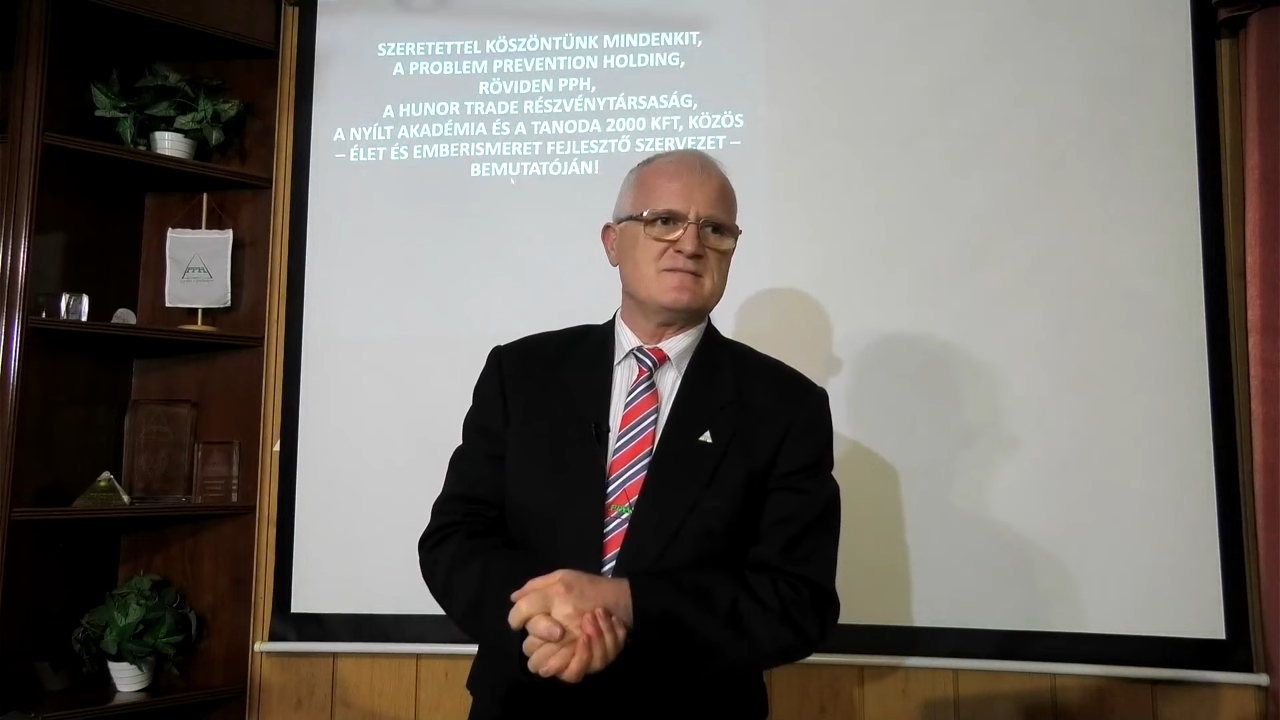 SZERETETTEL KÖSZÖNTÜNK MINDENKIT,
A PROBLEM PREVENTION HOLDING,
RÖVIDEN PPH,
A HUNOR TRADE RÉSZVÉNYTÁRSASÁG,
A NYÍLT AKADÉMIA ÉS A TANODA 2000 KFT, KÖZÖS
– ÉLET ÉS EMBERISMERET FEJLESZTŐ SZERVEZET –
BEMUTATÓJÁN!
PPH